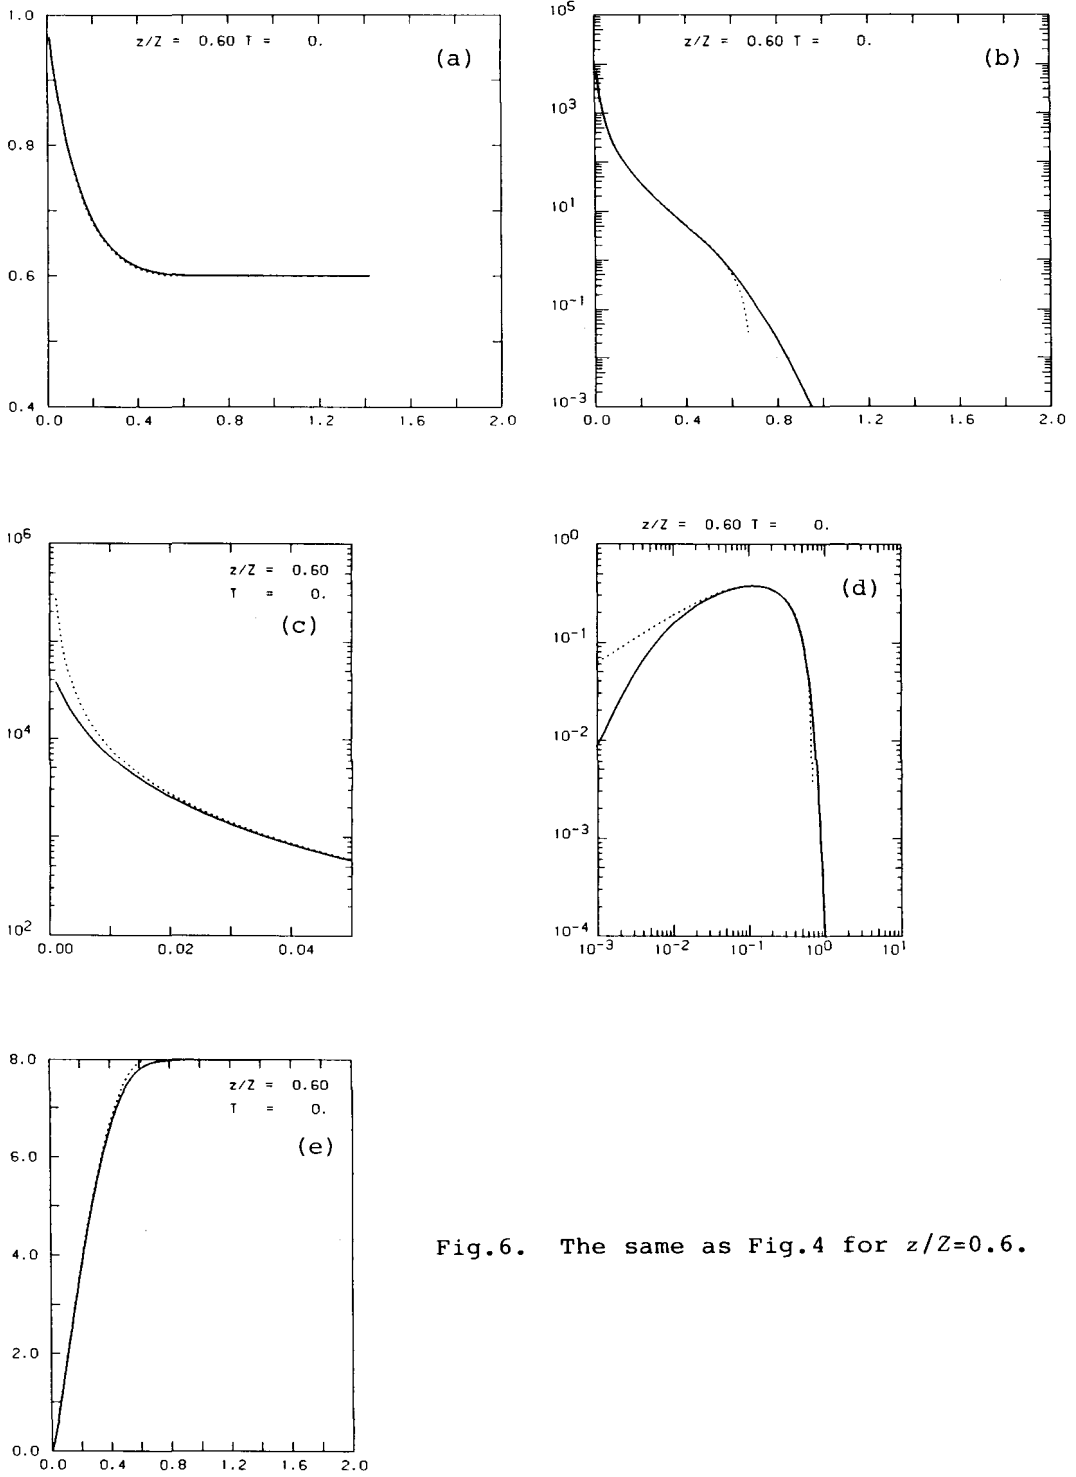 1.0
0.8
0.6
0.4
z/Z = 0.60 T = 0.
(a)
0.0 0.4 0.8 1.2 1.6 2.0
10^5
10^3
10^1
10^-1
10^-3
z/Z = 0.60 T = 0.
(b)
0.0 0.4 0.8 1.2 1.6 2.0
10^6
10^4
10^2
z/Z = 0.60
T = 0.
(c)
0.00 0.02 0.04
z/Z = 0.60 T = 0.
10^0
10^-1
10^-2
10^-3
10^-4
(d)
10^-3 10^-2 10^-1 10^0 10^1
8.0
6.0
4.0
2.0
0.0
z/Z = 0.60
T = 0.
(e)
0.0 0.4 0.8 1.2 1.6 2.0
Fig.6. The same as Fig.4 for z/Z=0.6.